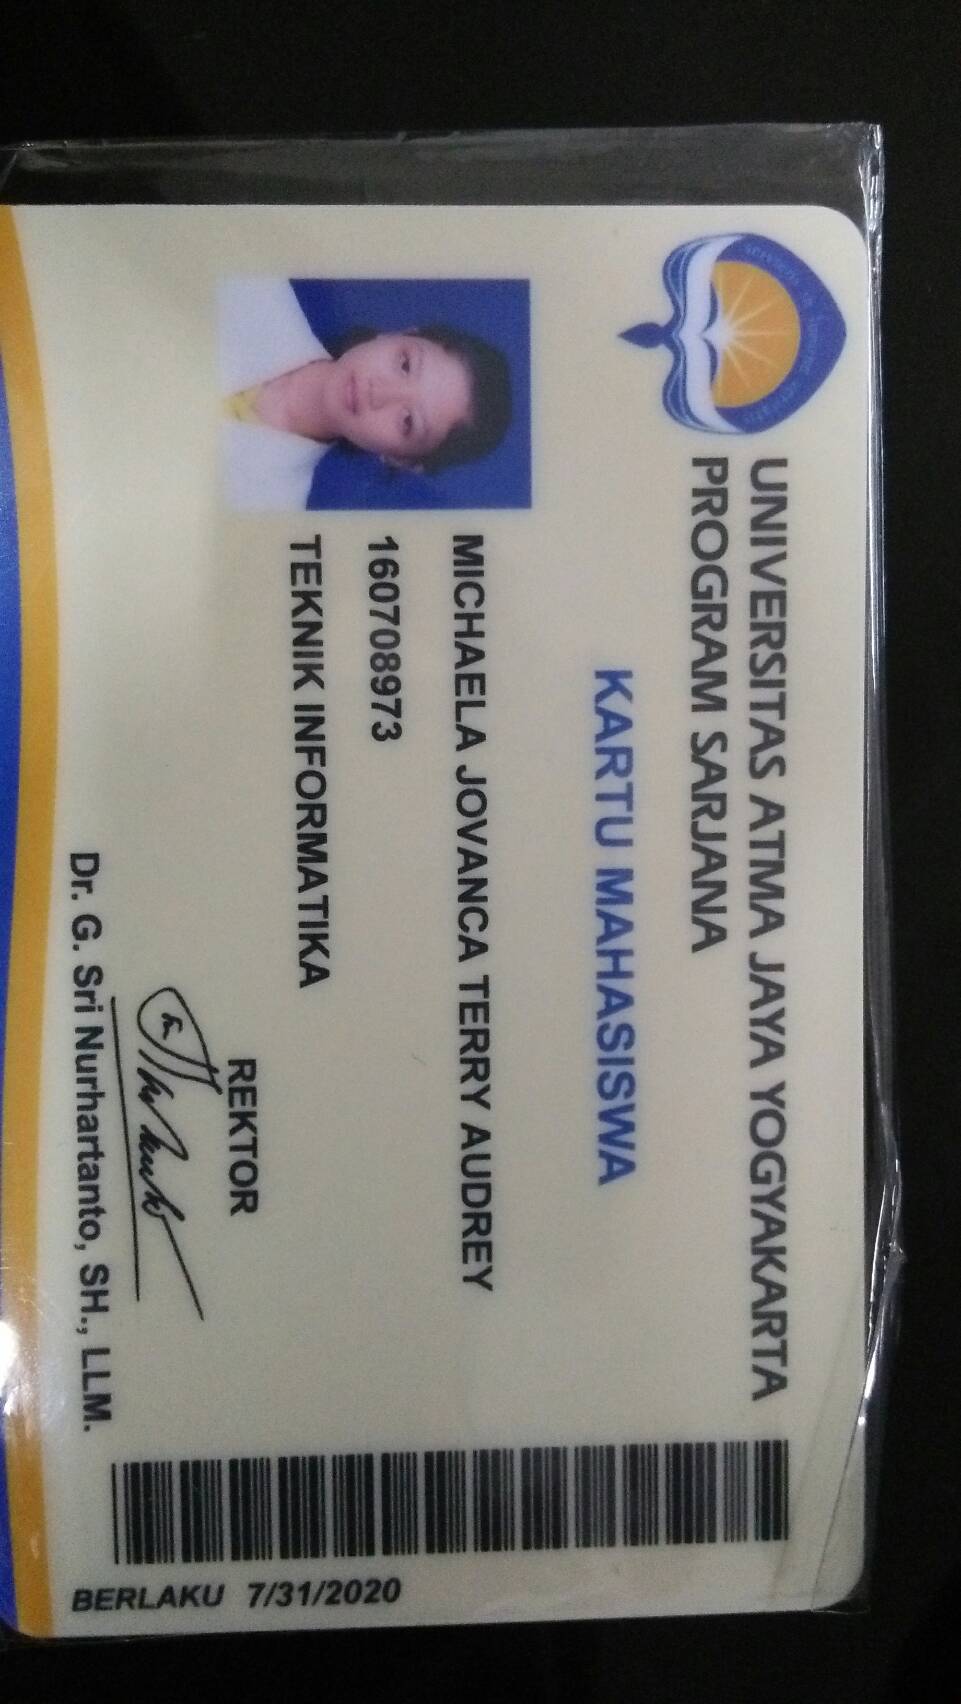 UNIVERSITAS ATMA JAYA YOGYAKARTA
PROGRAM SARJANA
KARTU MAHASISWA
MICHAELA JOVANCA TERRY AUDREY
160708973
TEKNIK INFORMATIKA
REKTOR
Dr. G. Sri Nurhartanto, SH., LLM.
BERLAKU 7/31/2020